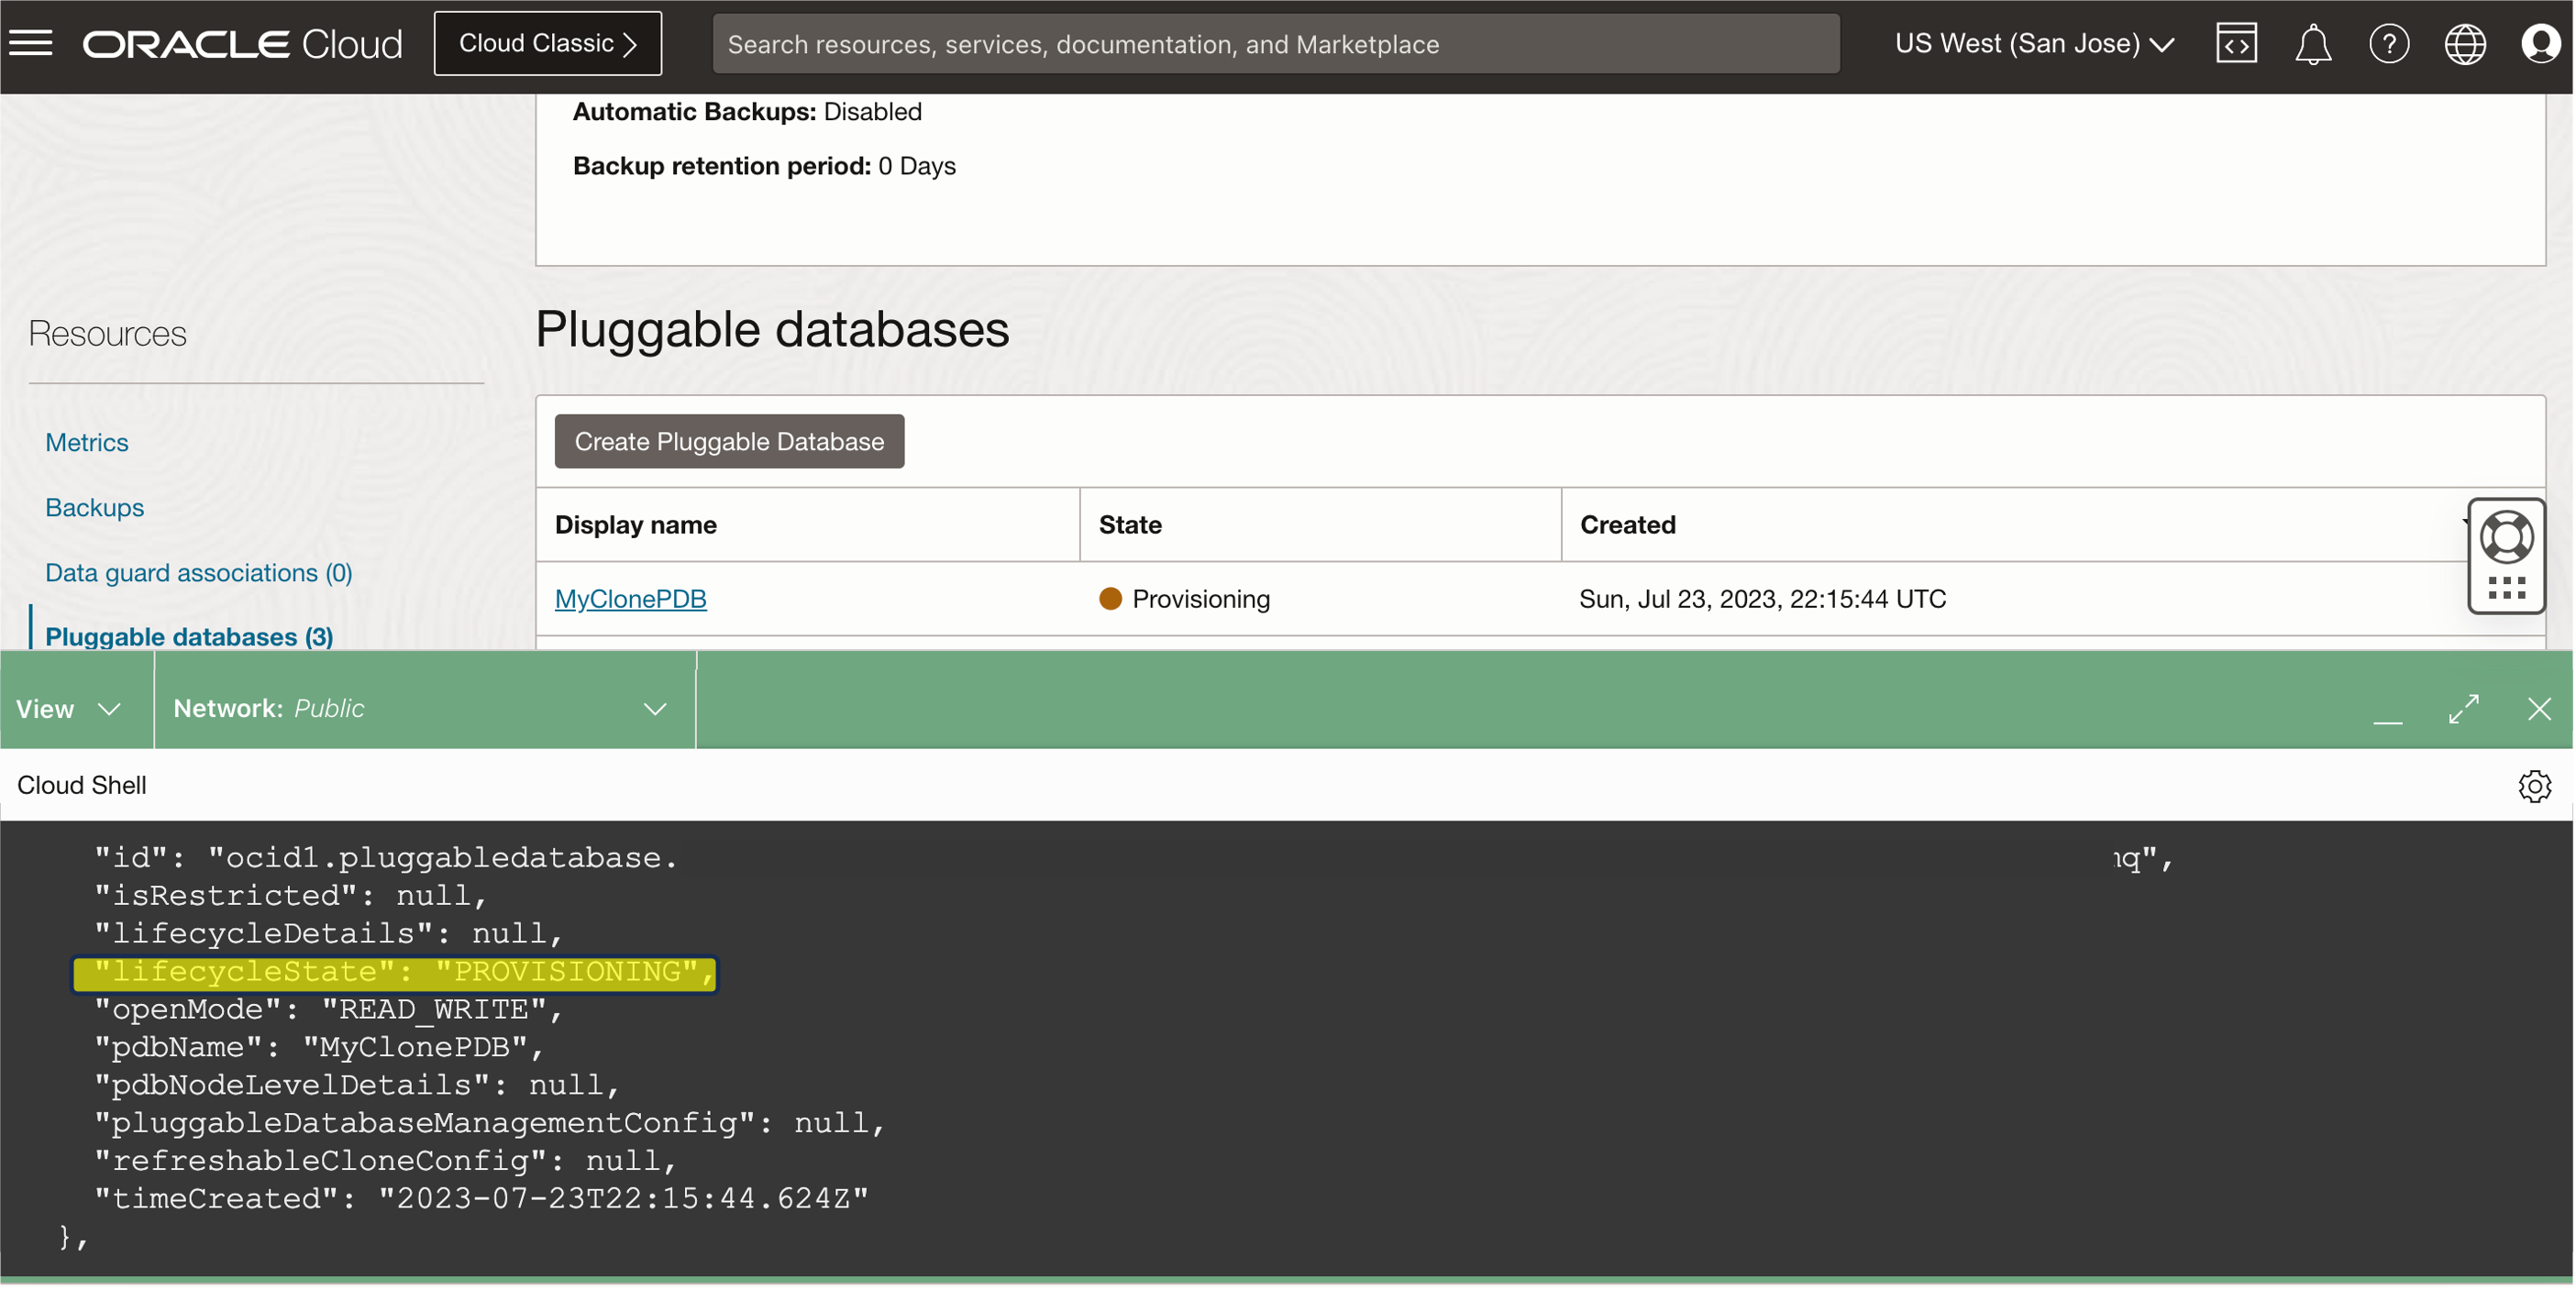 ORACLE Cloud
Cloud Classic
Search resources, services, documentation, and Marketplace
US West (San Jose)
Automatic Backups: Disabled
Backup retention period: 0 Days
Resources
Metrics
Backups
Data guard associations (0)
Pluggable databases (3)
Pluggable databases
Create Pluggable Database
Display name State Created
MyClonePDB Provisioning Sun, Jul 23, 2023, 22:15:44 UTC
View Network: Public
Cloud Shell
"id": "ocid1.pluggabledatabase. q",
"isRestricted": null,
"lifecycleDetails": null,
"lifecycleState": "PROVISIONING",
"openMode": "READ_WRITE",
"pdbName": "MyClonePDB",
"pdbNodeLevelDetails": null,
"pluggableDatabaseManagementConfig": null,
"refreshableCloneConfig": null,
"timeCreated": "2023-07-23T22:15:44.624Z"
},